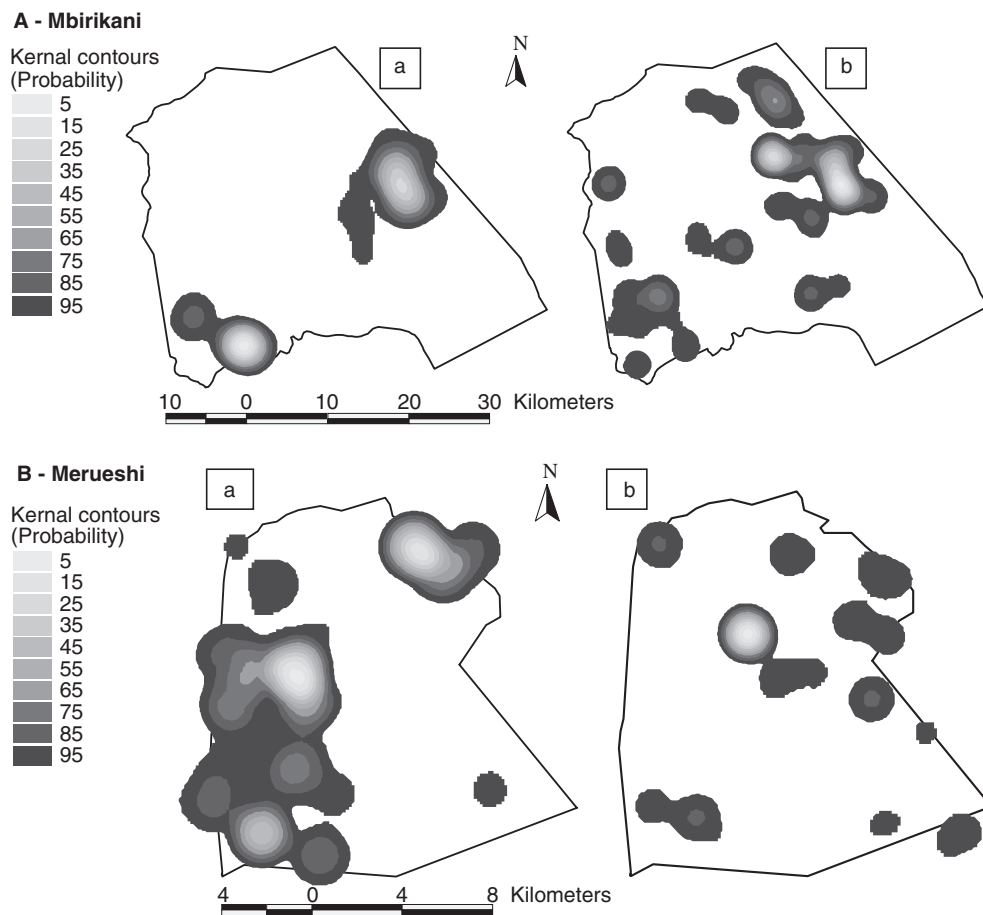 A - Mbirikani
Kernal contours
(Probability)
5
15
25
35
45
55
65
75
85
95
a
N
b
10 0 10 20 30 Kilometers
B - Merueshi
Kernal contours
(Probability)
5
15
25
35
45
55
65
75
85
95
a
N
b
4 0 4 8 Kilometers